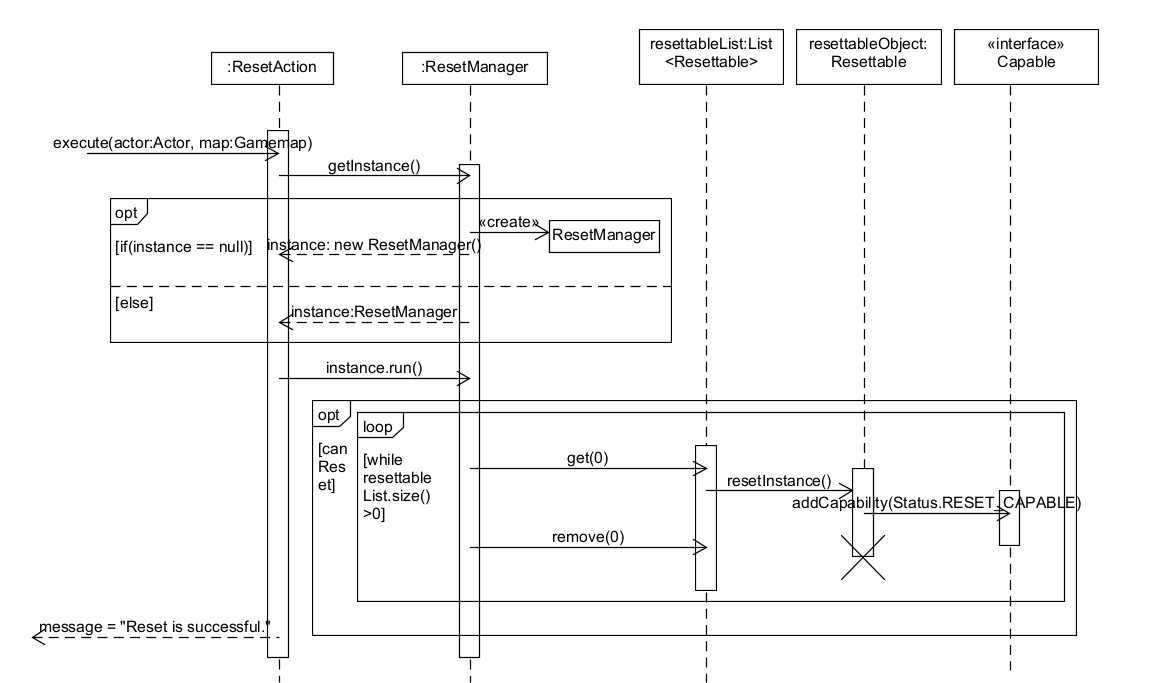 :ResetAction
:ResetManager
resettableList:List
<Resettable>
resettableObject:
Resettable
«interface»
Capable
execute(actor:Actor, map:Gamemap)
getInstance()
opt
[if(instance == null)]
«create»
ResetManager
instance: new ResetManager()
[else]
instance:ResetManager
instance.run()
opt
[can
Res
et]
loop
[while
resettable
List.size()
>0]
get(0)
resetInstance()
addCapability(Status.RESET_CAPABLE)
remove(0)
message = "Reset is successful."